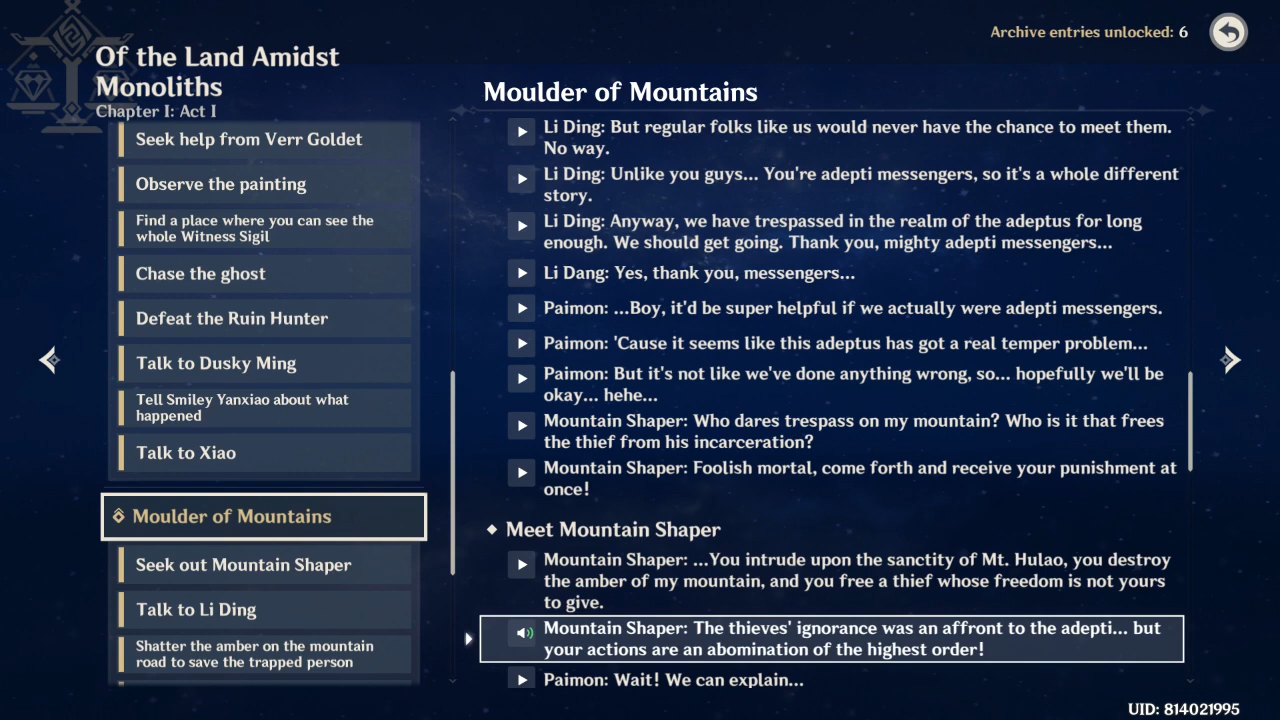 Of the Land Amidst
Monoliths
Chapter I: Act I
Archive entries unlocked: 6
Seek help from Verr Goldet
Observe the painting
Find a place where you can see the
whole Witness Sigil
Chase the ghost
Defeat the Ruin Hunter
Talk to Dusky Ming
Tell Smiley Yanxiao about what
happened
Talk to Xiao
Moulder of Mountains
Seek out Mountain Shaper
Talk to Li Ding
Shatter the amber on the mountain
road to save the trapped person
Moulder of Mountains
Li Ding: But regular folks like us would never have the chance to meet them.
No way.
Li Ding: Unlike you guys... You're adepti messengers, so it's a whole different
story.
Li Ding: Anyway, we have trespassed in the realm of the adeptus for long
enough. We should get going. Thank you, mighty adepti messengers...
Li Dang: Yes, thank you, messengers...
Paimon: ...Boy, it'd be super helpful if we actually were adepti messengers.
Paimon: 'Cause it seems like this adeptus has got a real temper problem...
Paimon: But it's not like we've done anything wrong, so... hopefully we'll be
okay... hehe...
Mountain Shaper: Who dares trespass on my mountain? Who is it that frees
the thief from his incarceration?
Mountain Shaper: Foolish mortal, come forth and receive your punishment at
once!
Meet Mountain Shaper
Mountain Shaper: ...You intrude upon the sanctity of Mt. Hulao, you destroy
the amber of my mountain, and you free a thief whose freedom is not yours
to give.
Mountain Shaper: The thieves' ignorance was an affront to the adepti... but
your actions are an abomination of the highest order!
Paimon: Wait! We can explain...
UID: 814021995